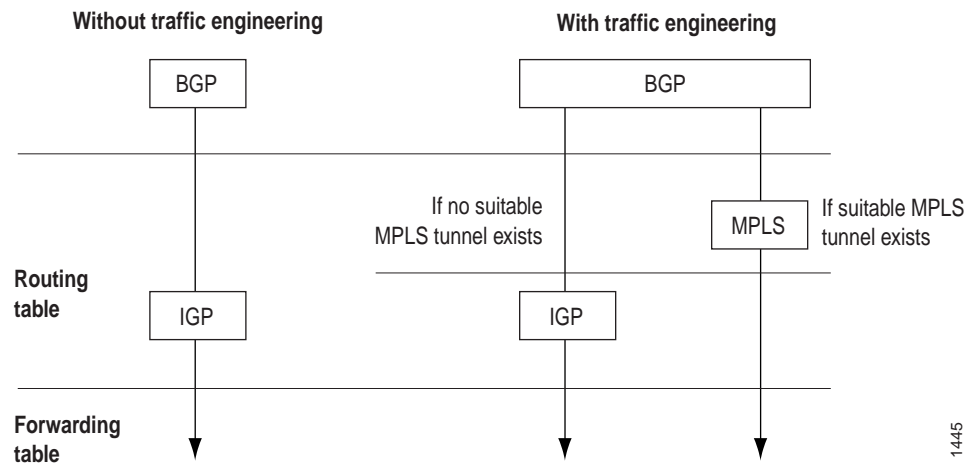 Without traffic engineering
With traffic engineering
BGP
BGP
If no suitable
MPLS tunnel exists
MPLS
If suitable MPLS
tunnel exists
Routing
table
IGP
IGP
Forwarding
table
1445